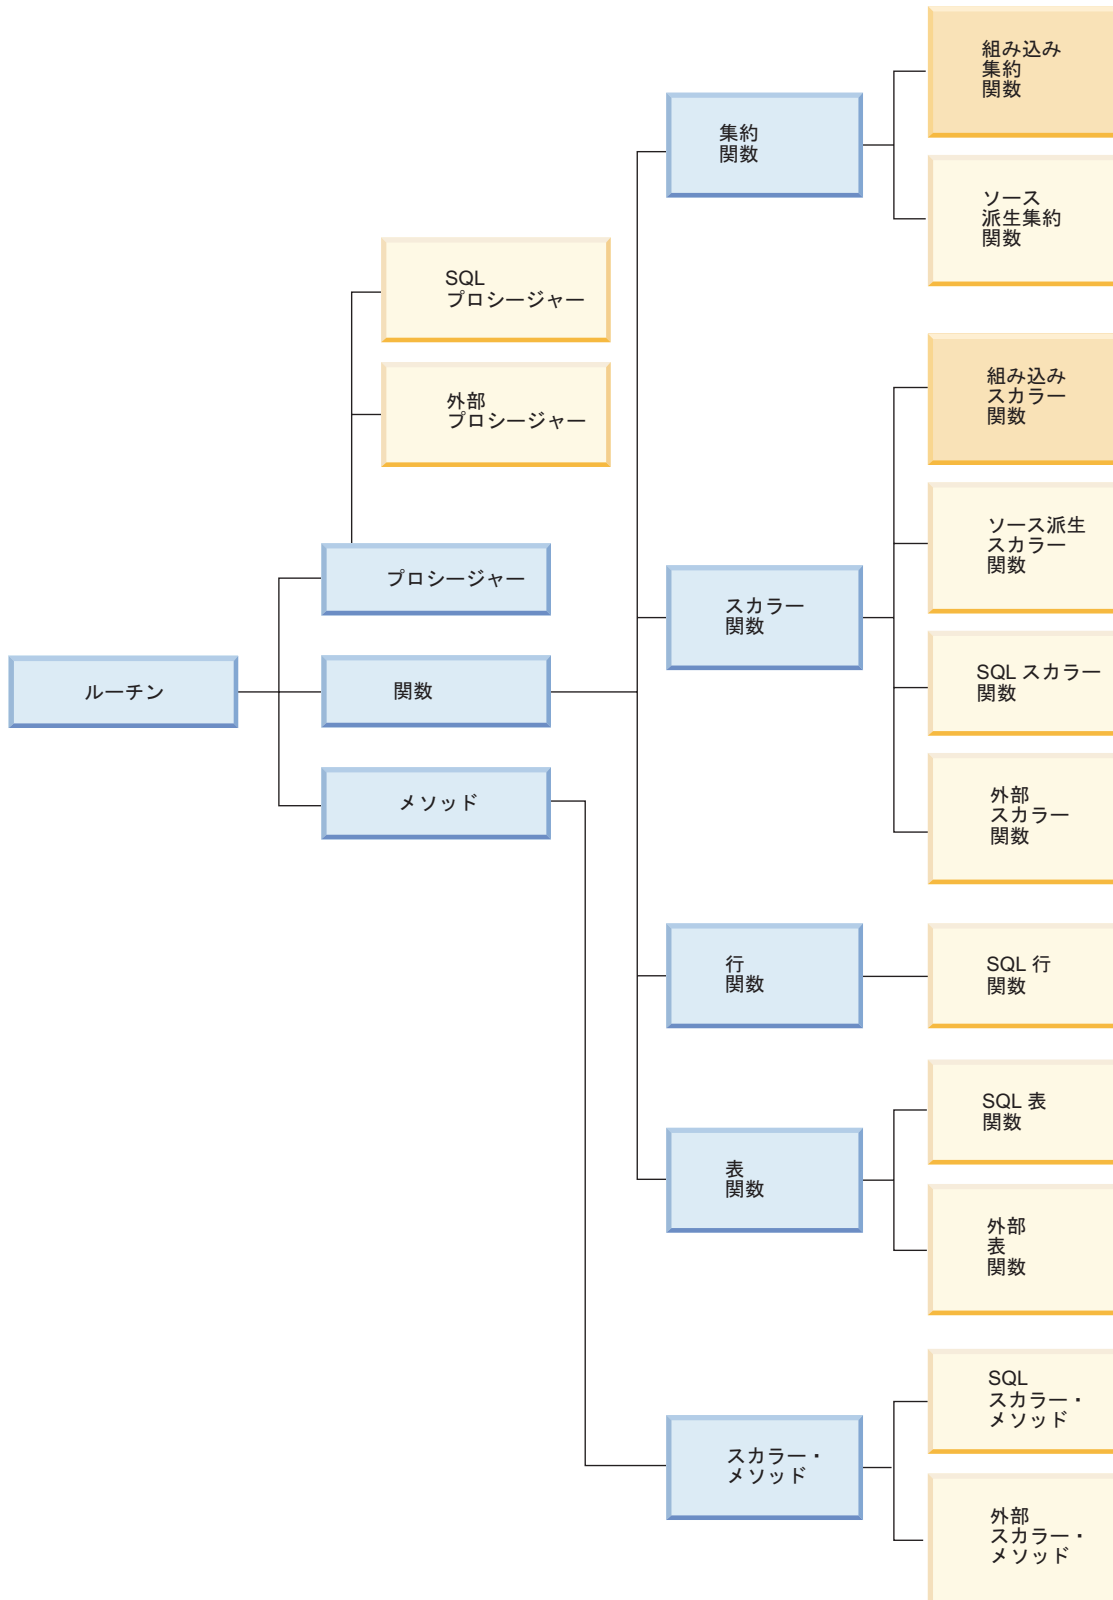 組み込み
集約
関数
集約
関数
ソース
派生集約
関数
SQL
プロシージャー
外部
プロシージャー
組み込み
スカラー
関数
ソース派生
スカラー
関数
プロシージャー
スカラー
関数
ルーチン
関数
SQL スカラー
関数
メソッド
外部
スカラー
関数
行
関数
SQL 行
関数
SQL 表
関数
表
関数
外部
表
関数
SQL
スカラー・
メソッド
スカラー・
メソッド
外部
スカラー・
メソッド